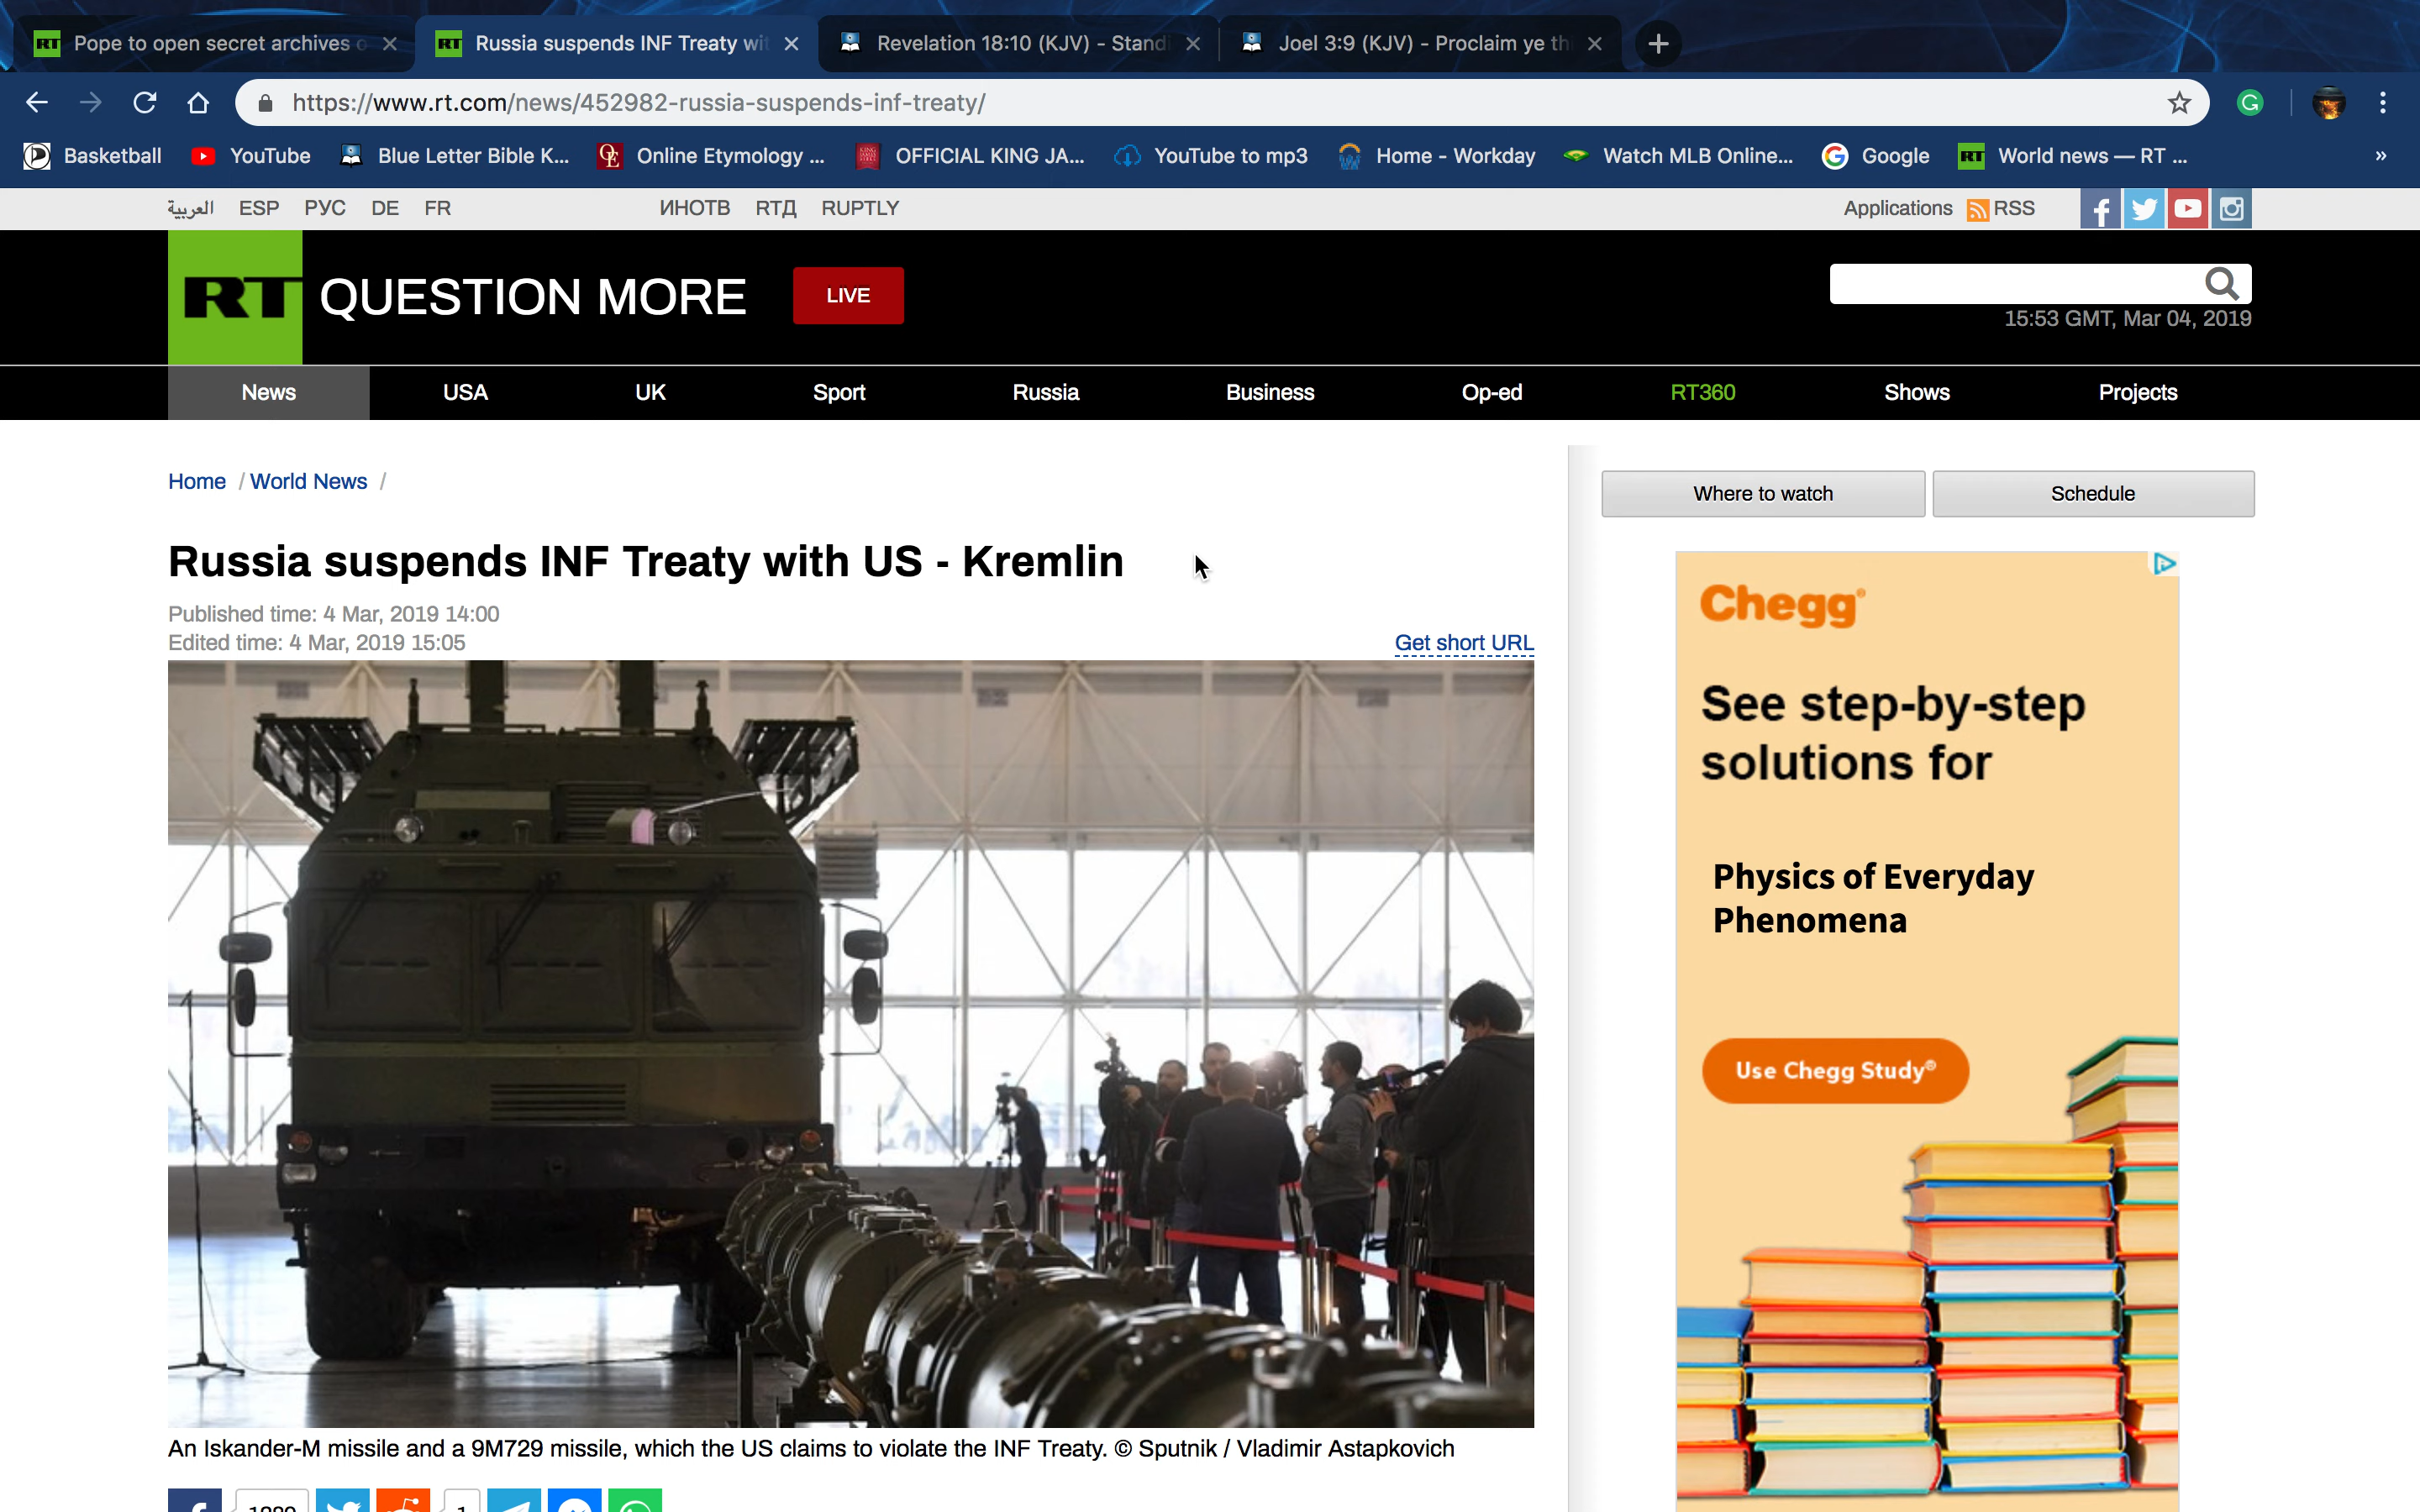 Pope to open secret archives o
Russia suspends INF Treaty wit
Revelation 18:10 (KJV) - Standi
Joel 3:9 (KJV) - Proclaim ye thi
https://www.rt.com/news/452982-russia-suspends-inf-treaty/
Basketball YouTube Blue Letter Bible K... Online Etymology ... OFFICIAL KING JA... YouTube to mp3 Home - Workday Watch MLB Online... Google World news — RT ... »
العربية ESP РУС DE FR ИНОТВ RTД RUPTLY Applications RSS
RT QUESTION MORE LIVE
15:53 GMT, Mar 04, 2019
News USA UK Sport Russia Business Op-ed RT360 Shows Projects
Home / World News /
Where to watch Schedule
Russia suspends INF Treaty with US - Kremlin
Published time: 4 Mar, 2019 14:00
Edited time: 4 Mar, 2019 15:05
Get short URL
An Iskander-M missile and a 9M729 missile, which the US claims to violate the INF Treaty. © Sputnik / Vladimir Astapkovich
Chegg®
See step-by-step
solutions for
Physics of Everyday
Phenomena
Use Chegg Study®